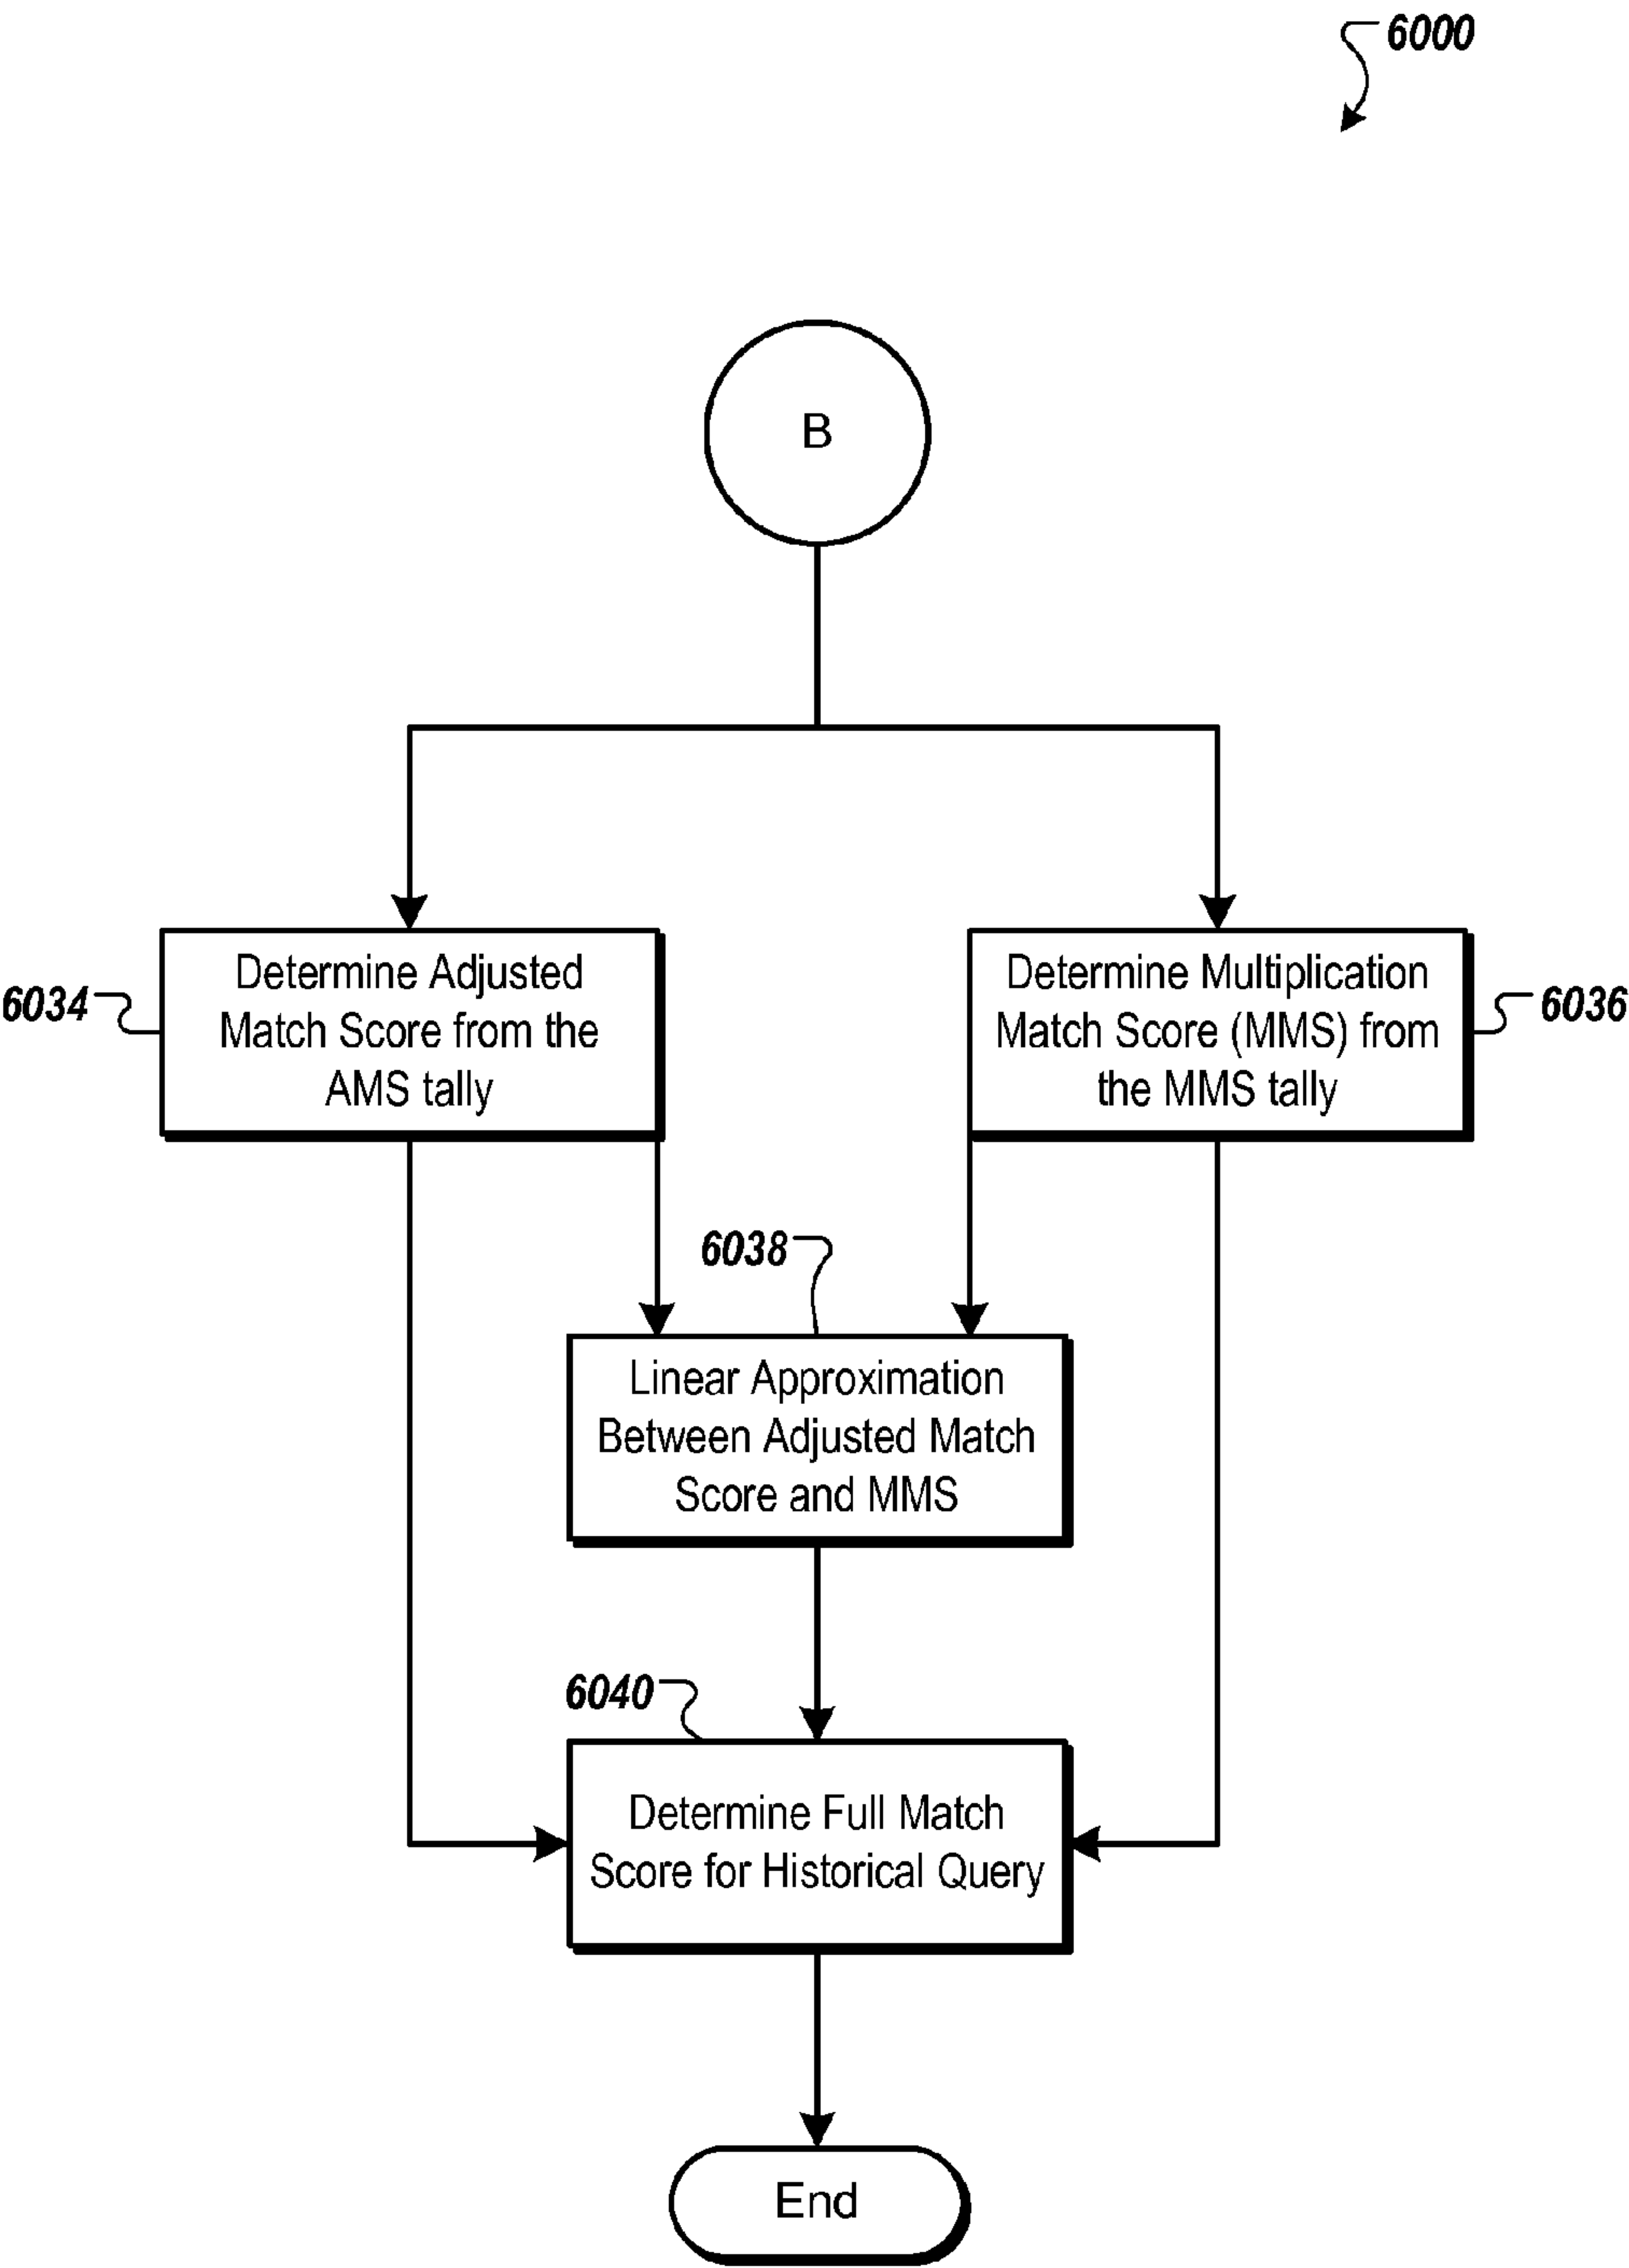 6000
B
Determine Adjusted
Match Score from the
AMS tally
6034
Determine Multiplication
Match Score (MMS) from
the MMS tally
6036
6038
Linear Approximation
Between Adjusted Match
Score and MMS
6040
Determine Full Match
Score for Historical Query
End